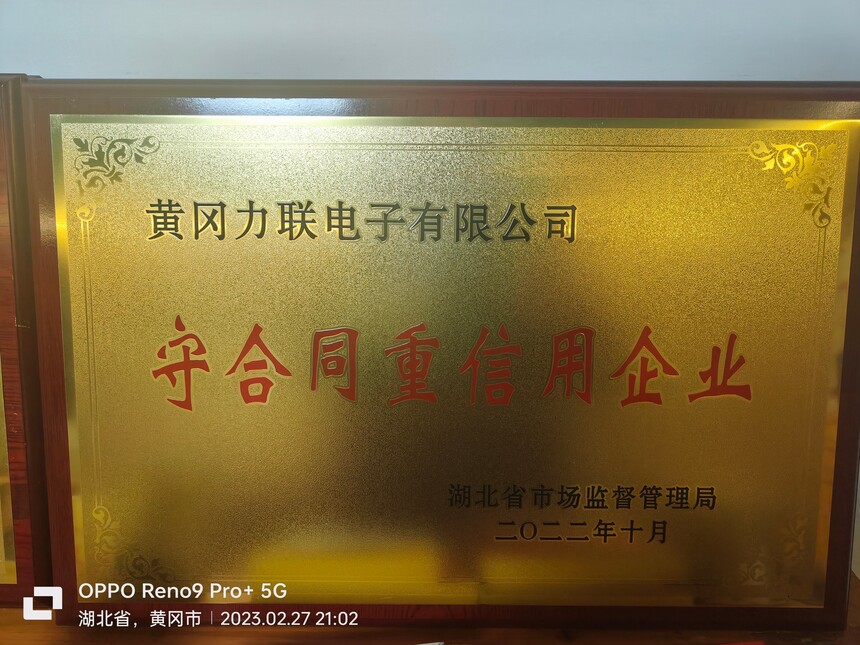 黄冈力联电子有限公司
守合同重信用企业
湖北省市场监督管理局
二〇二二年十月
OPPO Reno9 Pro+ 5G
湖北省，黄冈市 | 2023.02.27 21:02